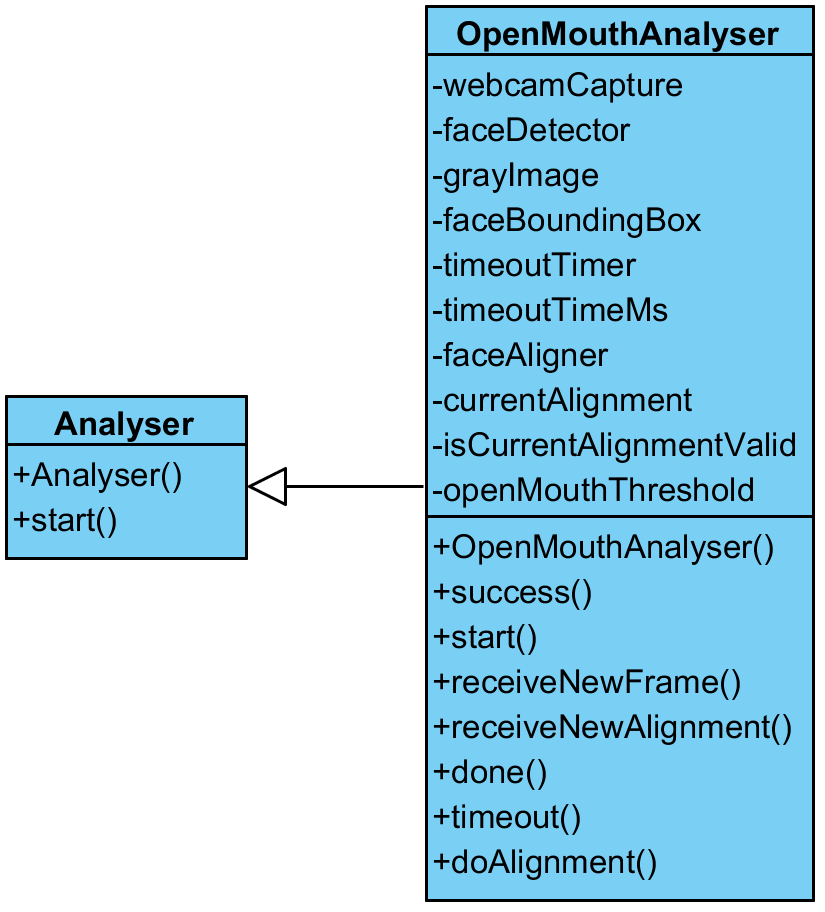 OpenMouthAnalyser
-webcamCapture
-faceDetector
-grayImage
-faceBoundingBox
-timeoutTimer
-timeoutTimeMs
-faceAligner
-currentAlignment
-isCurrentAlignmentValid
-openMouthThreshold
+OpenMouthAnalyser()
+success()
+start()
+receiveNewFrame()
+receiveNewAlignment()
+done()
+timeout()
+doAlignment()
Analyser
+Analyser()
+start()